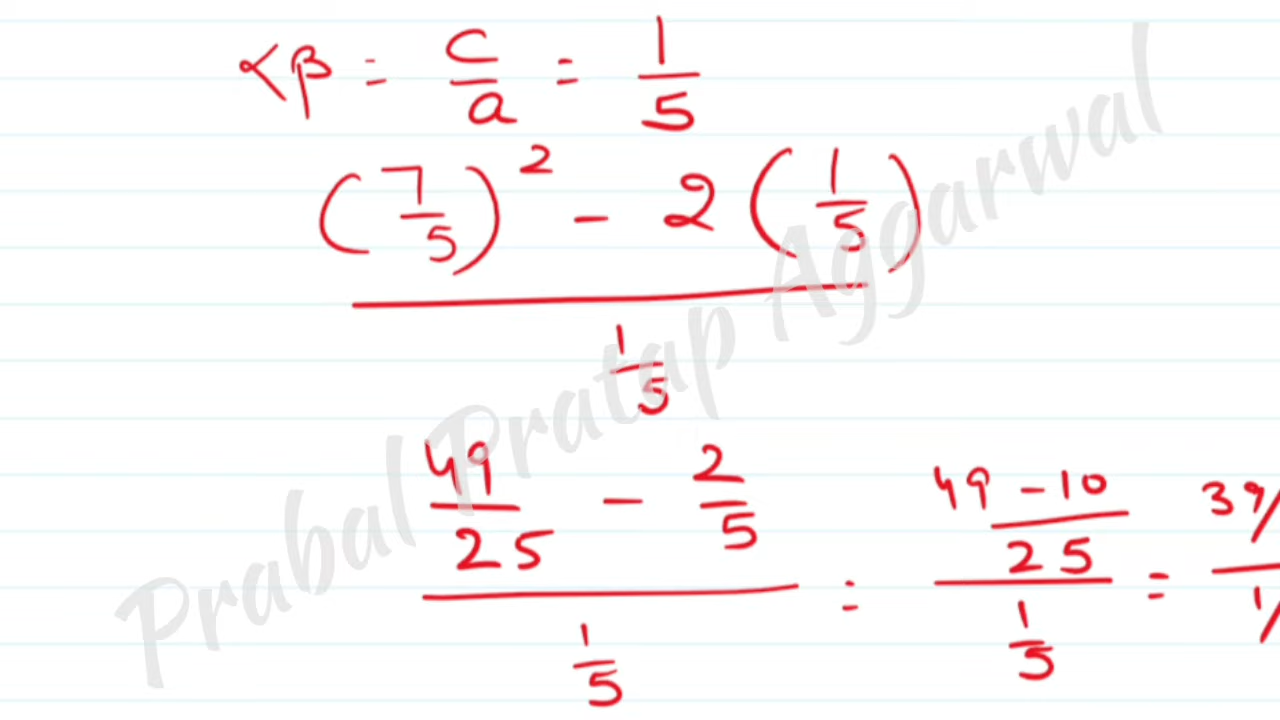 αβ = c/a = 1/5
((7/5)^2 - 2(1/5)) / (1/5)
(49/25 - 2/5) / (1/5) = ((49 - 10)/25) / (1/5) = 39/ / 1/
Prabal Pratap Aggarwal